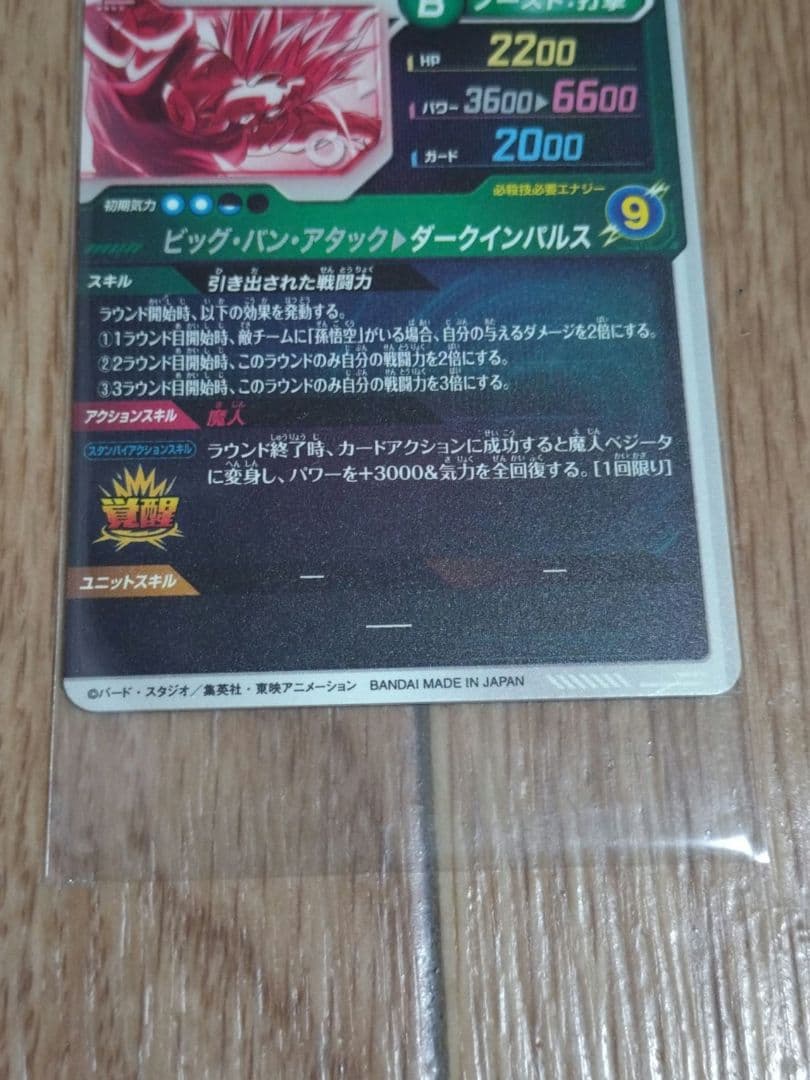 B ブースト・打撃
HP 2200
パワー 3600▶6600
ガード 2000
必殺技必要エナジー
初期気力
9
ビッグ・バン・アタック▶ダークインパルス
スキル 引き出された戦闘力
ラウンド開始時、以下の効果を発動する。
①1ラウンド目開始時、敵チームに「孫悟空」がいる場合、自分の与えるダメージを2倍にする。
②2ラウンド目開始時、このラウンドのみ自分の戦闘力を2倍にする。
③3ラウンド目開始時、このラウンドのみ自分の戦闘力を3倍にする。
アクションスキル 魔人
スタンバイアクションスキル
ラウンド終了時、カードアクションに成功すると魔人ベジータ
に変身し、パワーを+3000&気力を全回復する。[1回限り]
覚醒
ユニットスキル — —
—
©バード・スタジオ／集英社・東映アニメーション BANDAI MADE IN JAPAN